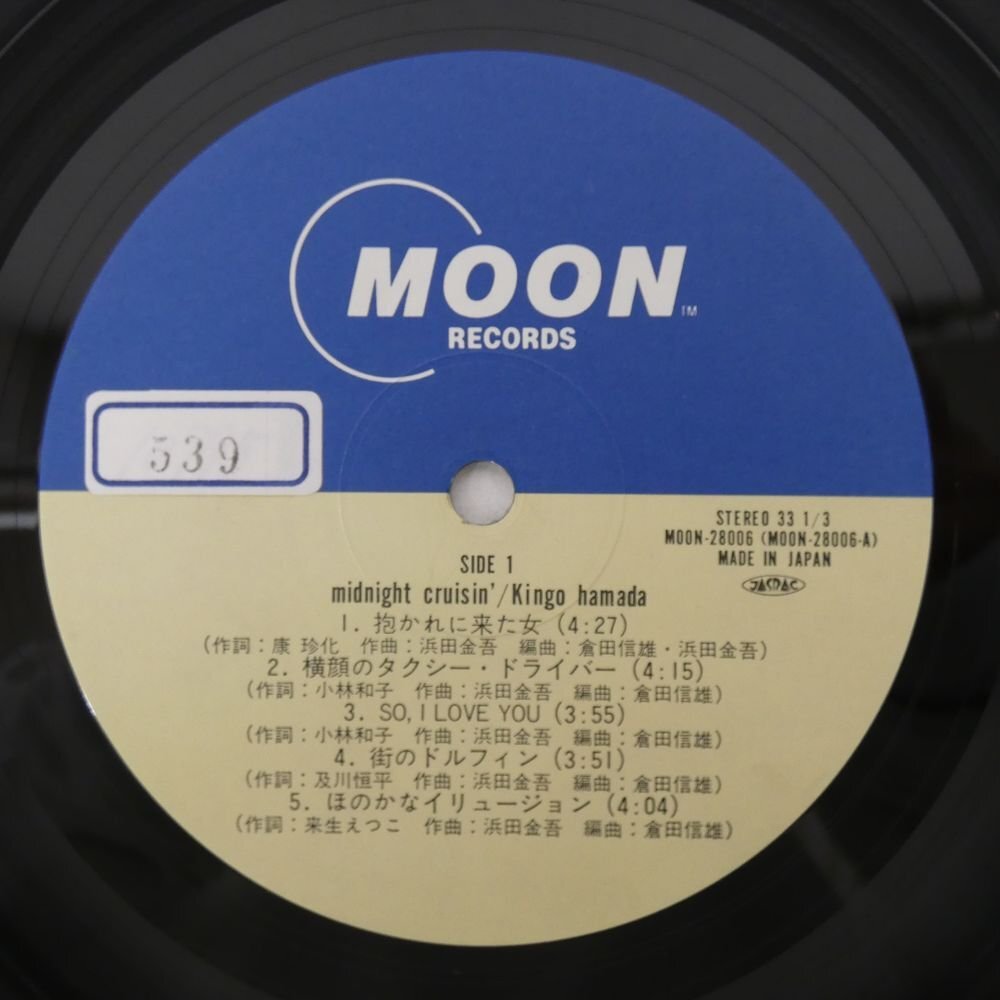 MOON TM
RECORDS
539
STEREO 33 1/3
MOON-28006 (MOON-28006-A)
MADE IN JAPAN
JASRAC
SIDE 1
midnight cruisin'/Kingo hamada
1. 抱かれに来た女 (4:27)
(作詞:康 珍化 作曲:浜田金吾 編曲:倉田信雄・浜田金吾)
2. 横顔のタクシー・ドライバー (4:15)
(作詞:小林和子 作曲:浜田金吾 編曲:倉田信雄)
3. SO, I LOVE YOU (3:55)
(作詞:小林和子 作曲:浜田金吾 編曲:倉田信雄)
4. 街のドルフィン (3:51)
(作詞:及川恒平 作曲:浜田金吾 編曲:倉田信雄)
5. ほのかなイリュージョン (4:04)
(作詞:来生えつこ 作曲:浜田金吾 編曲:倉田信雄)